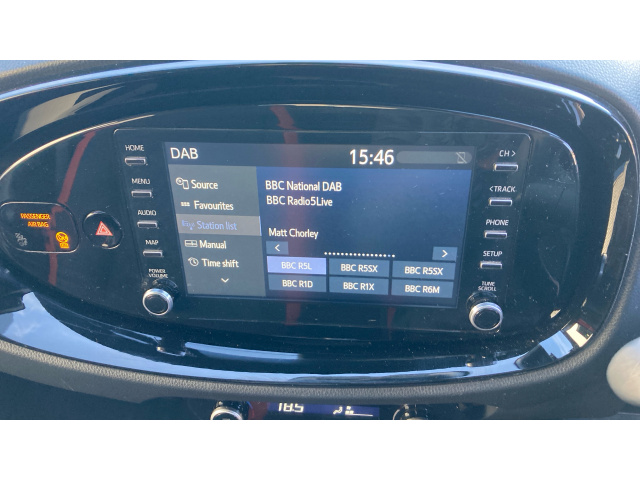 HOME
MENU
AUDIO
MAP
POWER
VOLUME
PASSENGER
AIR BAG
DAB
15:46
Source
Favourites
Station list
Manual
Time shift
BBC National DAB
BBC Radio5Live
Matt Chorley
< >
BBC R5L BBC R5SX BBC R5SX
BBC R1D BBC R1X BBC R6M
CH >
< TRACK
PHONE
SETUP
TUNE
SCROLL
18.5